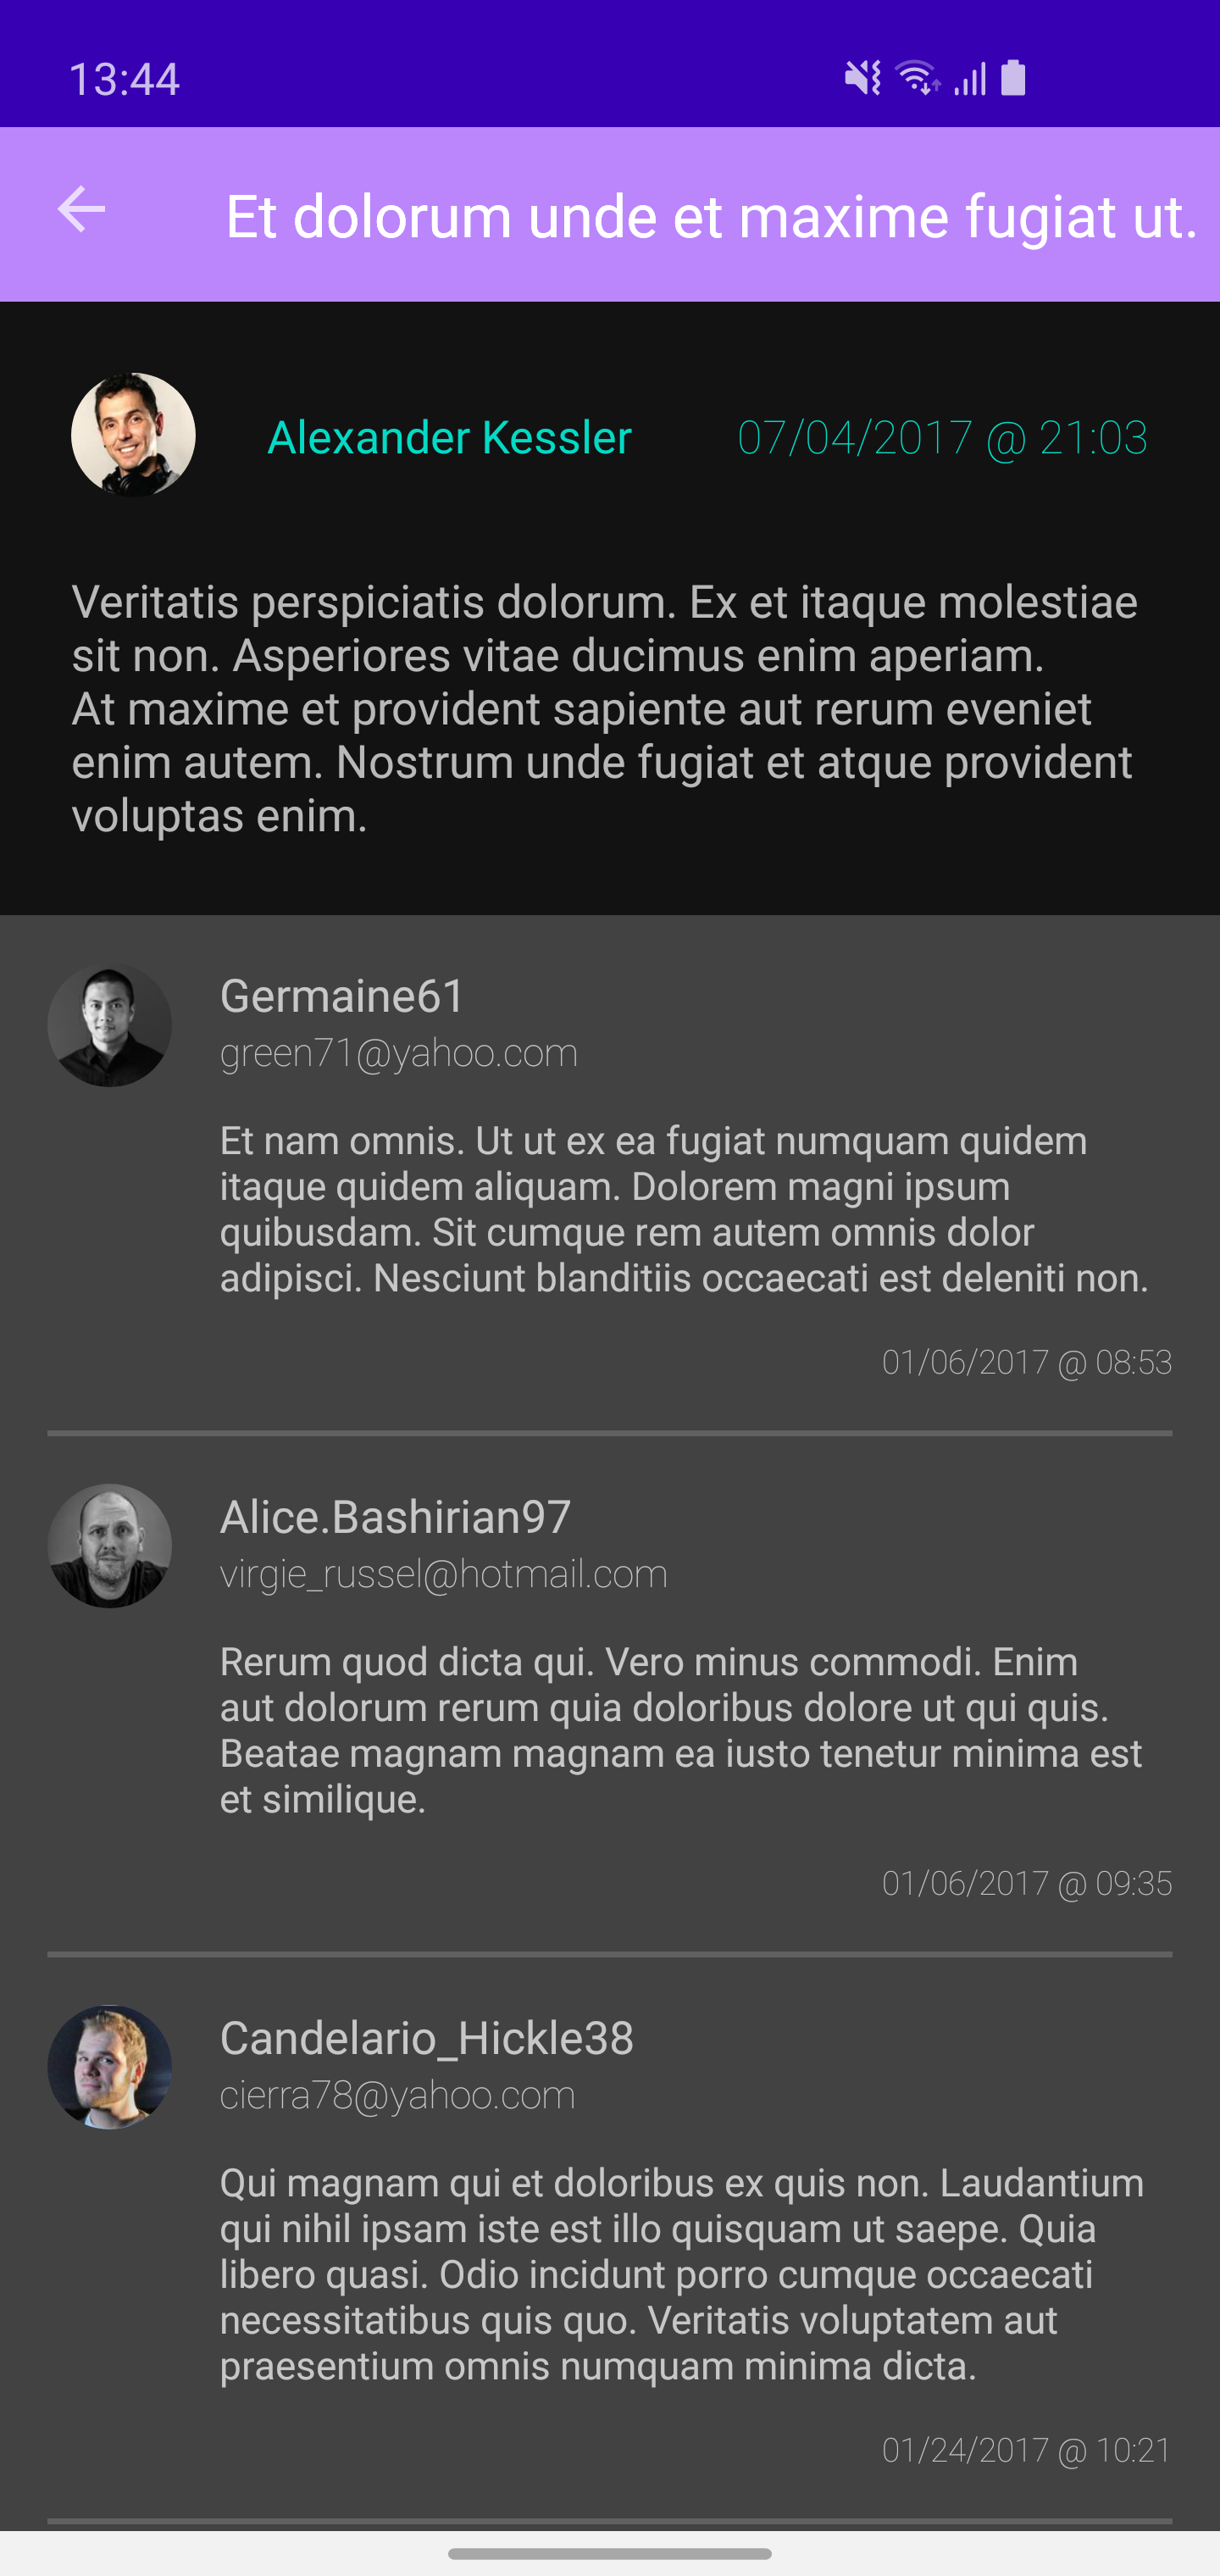 13:44
Et dolorum unde et maxime fugiat ut.
Alexander Kessler
07/04/2017 @ 21:03
Veritatis perspiciatis dolorum. Ex et itaque molestiae
sit non. Asperiores vitae ducimus enim aperiam.
At maxime et provident sapiente aut rerum eveniet
enim autem. Nostrum unde fugiat et atque provident
voluptas enim.
Germaine61
green71@yahoo.com
Et nam omnis. Ut ut ex ea fugiat numquam quidem
itaque quidem aliquam. Dolorem magni ipsum
quibusdam. Sit cumque rem autem omnis dolor
adipisci. Nesciunt blanditiis occaecati est deleniti non.
01/06/2017 @ 08:53
Alice.Bashirian97
virgie_russel@hotmail.com
Rerum quod dicta qui. Vero minus commodi. Enim
aut dolorum rerum quia doloribus dolore ut qui quis.
Beatae magnam magnam ea iusto tenetur minima est
et similique.
01/06/2017 @ 09:35
Candelario_Hickle38
cierra78@yahoo.com
Qui magnam qui et doloribus ex quis non. Laudantium
qui nihil ipsam iste est illo quisquam ut saepe. Quia
libero quasi. Odio incidunt porro cumque occaecati
necessitatibus quis quo. Veritatis voluptatem aut
praesentium omnis numquam minima dicta.
01/24/2017 @ 10:21